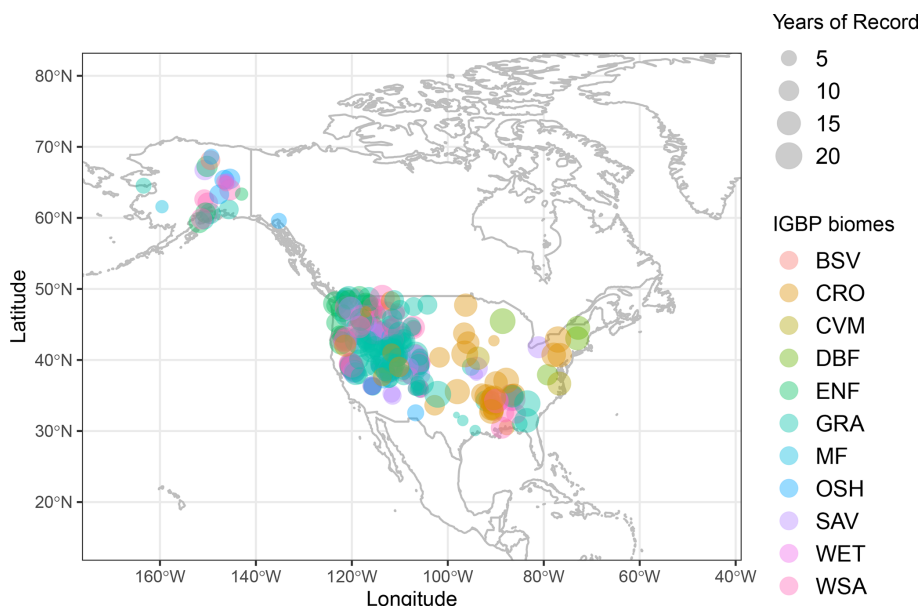 Years of Record
5
10
15
20
IGBP biomes
BSV
CRO
CVM
DBF
ENF
GRA
MF
OSH
SAV
WET
WSA
Latitude
80°N
70°N
60°N
50°N
40°N
30°N
20°N
160°W 140°W 120°W 100°W 80°W 60°W 40°W
Longitude